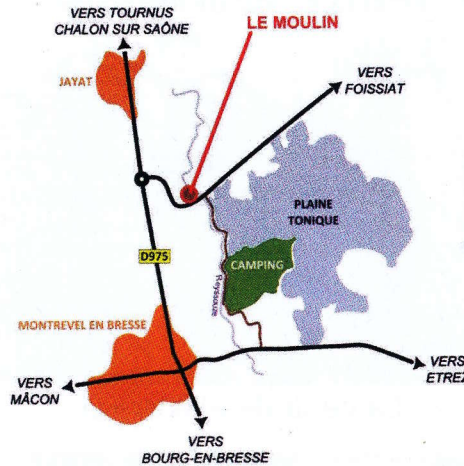 VERS TOURNUS
CHALON SUR SAÔNE
LE MOULIN
JAYAT
VERS
FOISSIAT
PLAINE
TONIQUE
CAMPING
D975
Reyssouze
MONTREVEL EN BRESSE
VERS
MÂCON
VERS
ETREZ
VERS
BOURG-EN-BRESSE